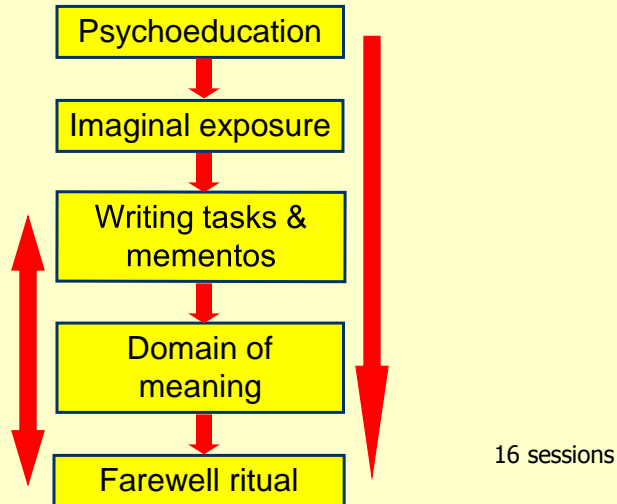 Psychoeducation
Imaginal exposure
Writing tasks &
mementos
Domain of
meaning
Farewell ritual
16 sessions